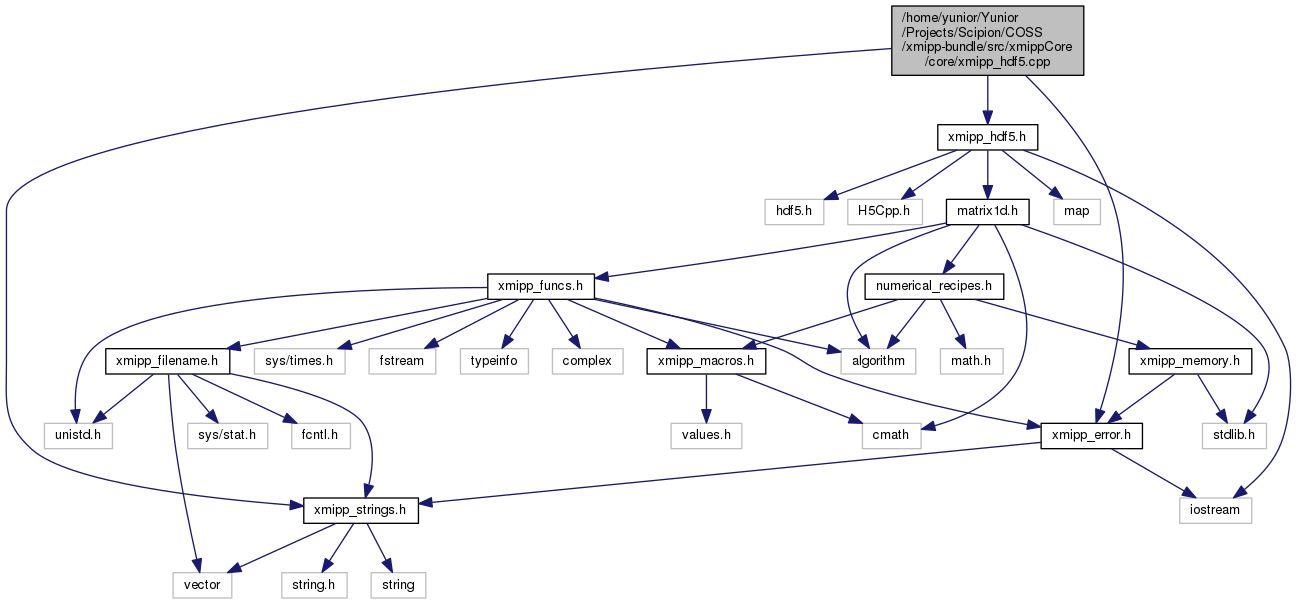 /home/yunior/Yunior
/Projects/Scipion/COSS
/xmipp-bundle/src/xmippCore
/core/xmipp_hdf5.cpp
xmipp_hdf5.h
hdf5.h
H5Cpp.h
matrix1d.h
map
xmipp_funcs.h
numerical_recipes.h
xmipp_filename.h
sys/times.h
fstream
typeinfo
complex
xmipp_macros.h
algorithm
math.h
xmipp_memory.h
unistd.h
sys/stat.h
fcntl.h
values.h
cmath
xmipp_error.h
stdlib.h
xmipp_strings.h
iostream
vector
string.h
string